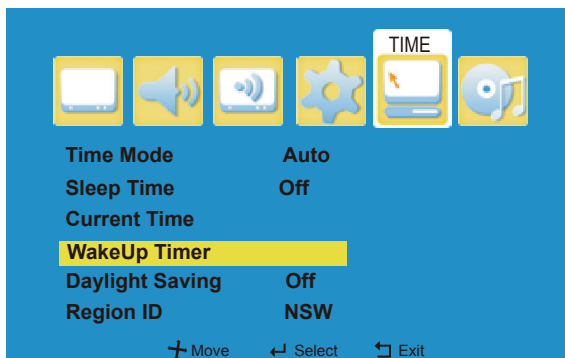 TIME
Time Mode Auto
Sleep Time Off
Current Time
WakeUp Timer
Daylight Saving Off
Region ID NSW
Move Select Exit